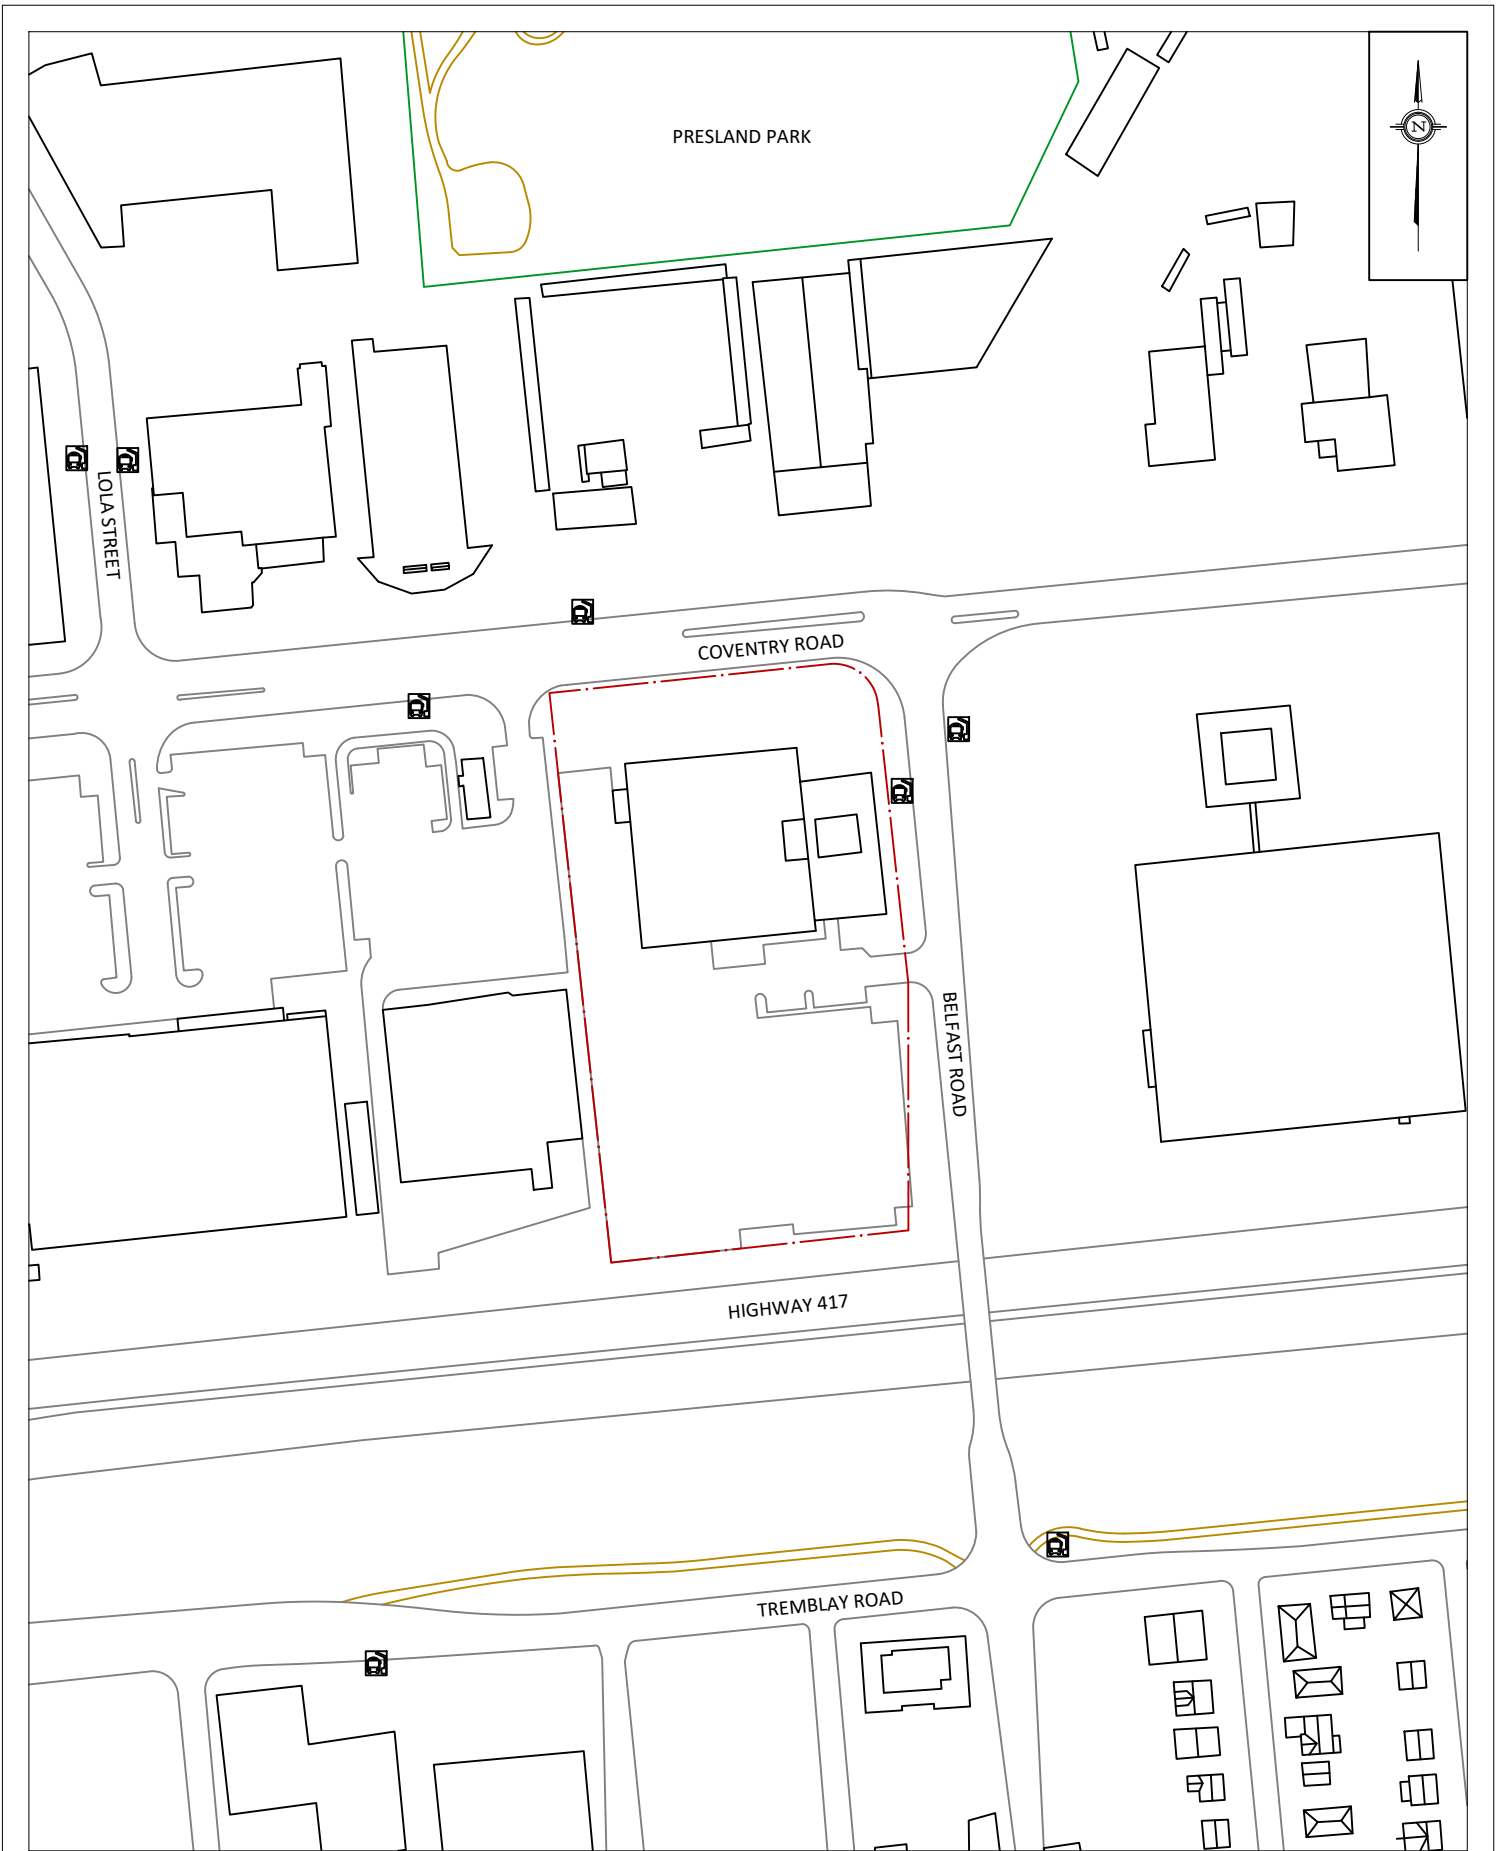 PRESLAND PARK
N
LOLA STREET
COVENTRY ROAD
BELFAST ROAD
HIGHWAY 417
TREMBLAY ROAD